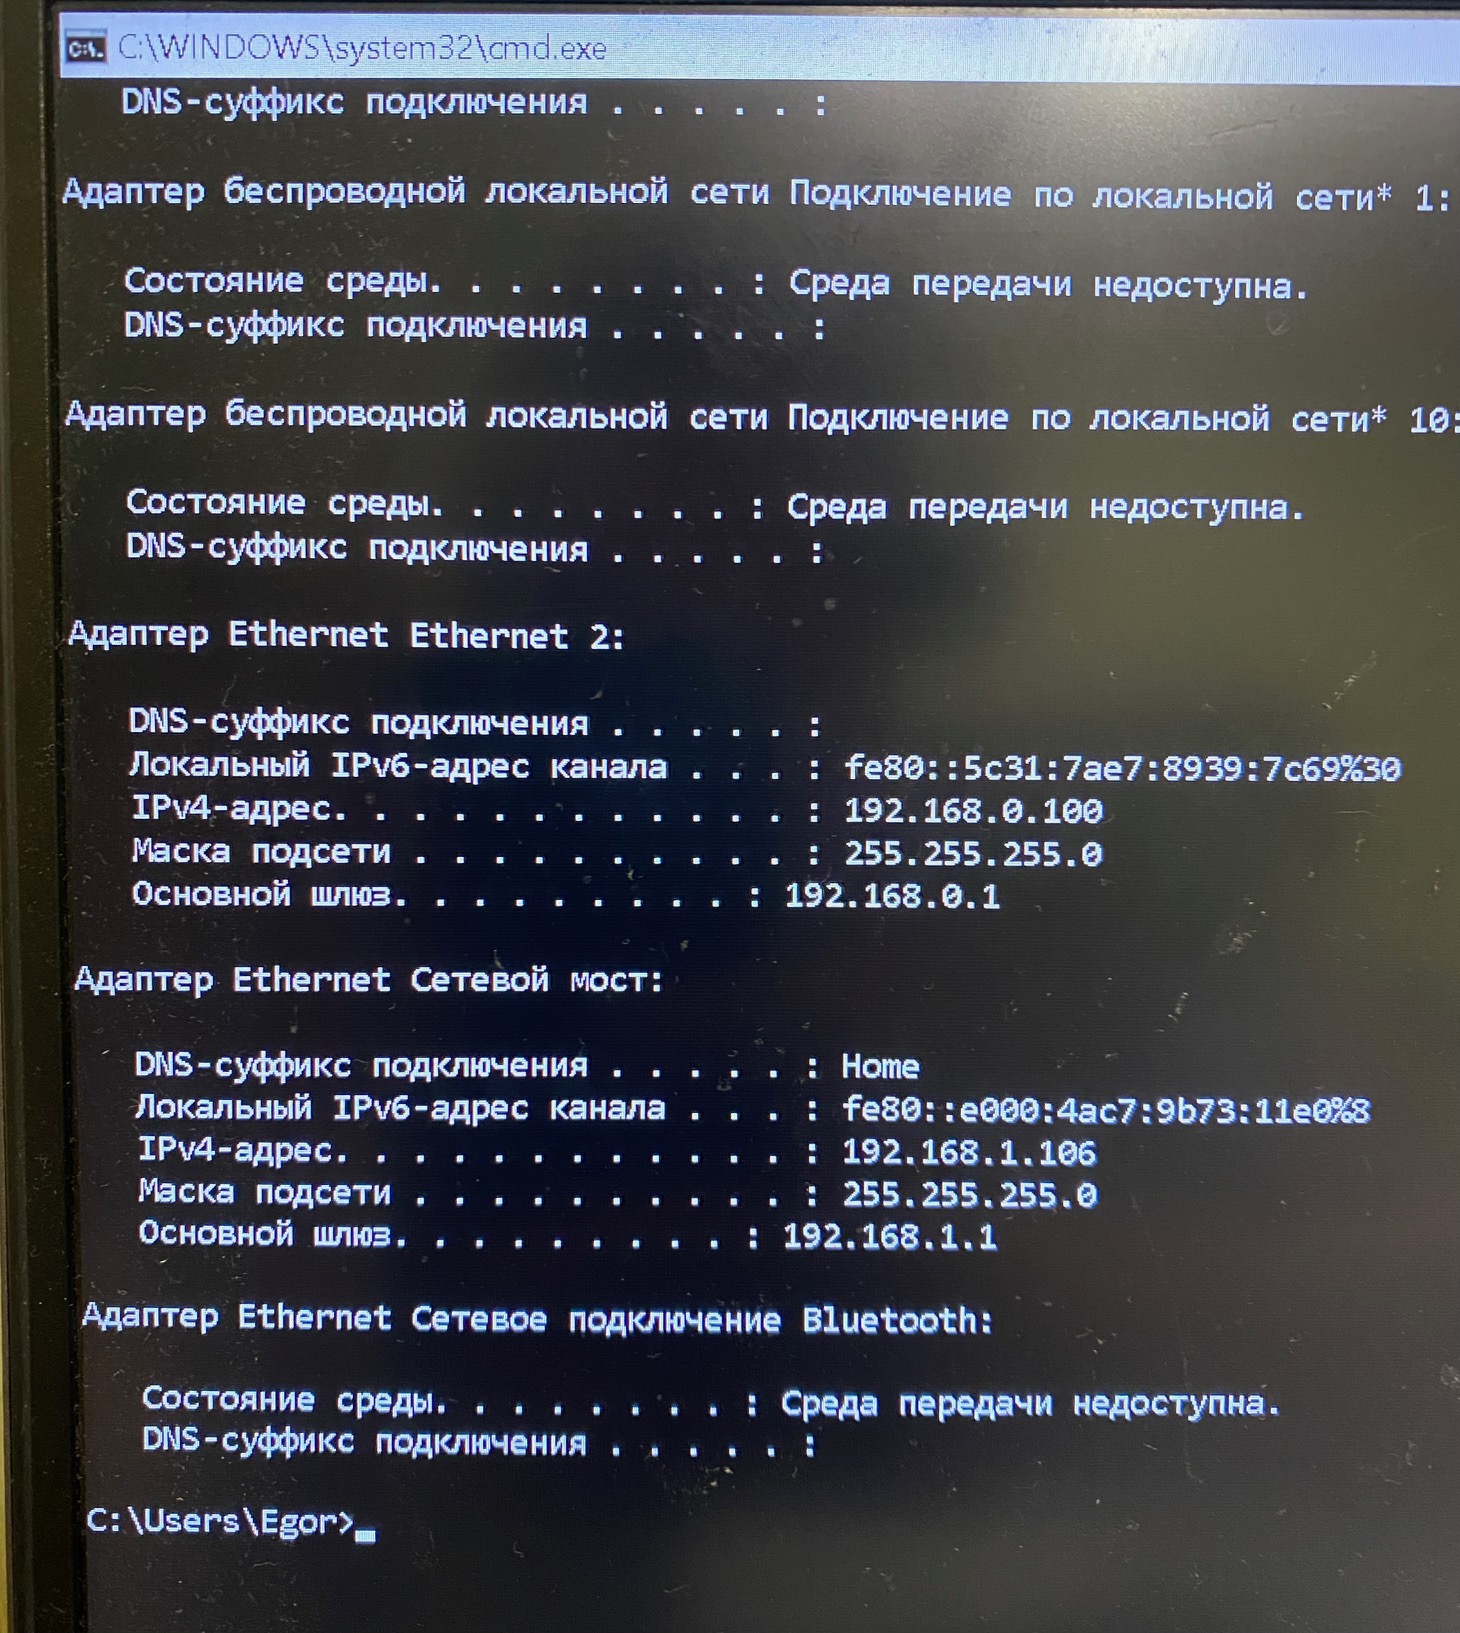 C:\WINDOWS\system32\cmd.exe
DNS-суффикс подключения . . . . . :
Адаптер беспроводной локальной сети Подключение по локальной сети* 1:
Состояние среды. . . . . . . . : Среда передачи недоступна.
DNS-суффикс подключения . . . . . :
Адаптер беспроводной локальной сети Подключение по локальной сети* 10:
Состояние среды. . . . . . . . : Среда передачи недоступна.
DNS-суффикс подключения . . . . . :
Адаптер Ethernet Ethernet 2:
DNS-суффикс подключения . . . . . :
Локальный IPv6-адрес канала . . . : fe80::5c31:7ae7:8939:7c69%30
IPv4-адрес. . . . . . . . . . . . : 192.168.0.100
Маска подсети . . . . . . . . . . : 255.255.255.0
Основной шлюз. . . . . . . . . : 192.168.0.1
Адаптер Ethernet Сетевой мост:
DNS-суффикс подключения . . . . . : Home
Локальный IPv6-адрес канала . . . : fe80::e000:4ac7:9b73:11e0%8
IPv4-адрес. . . . . . . . . . . . : 192.168.1.106
Маска подсети . . . . . . . . . . : 255.255.255.0
Основной шлюз. . . . . . . . . : 192.168.1.1
Адаптер Ethernet Сетевое подключение Bluetooth:
Состояние среды. . . . . . . . : Среда передачи недоступна.
DNS-суффикс подключения . . . . . :
C:\Users\Egor>_